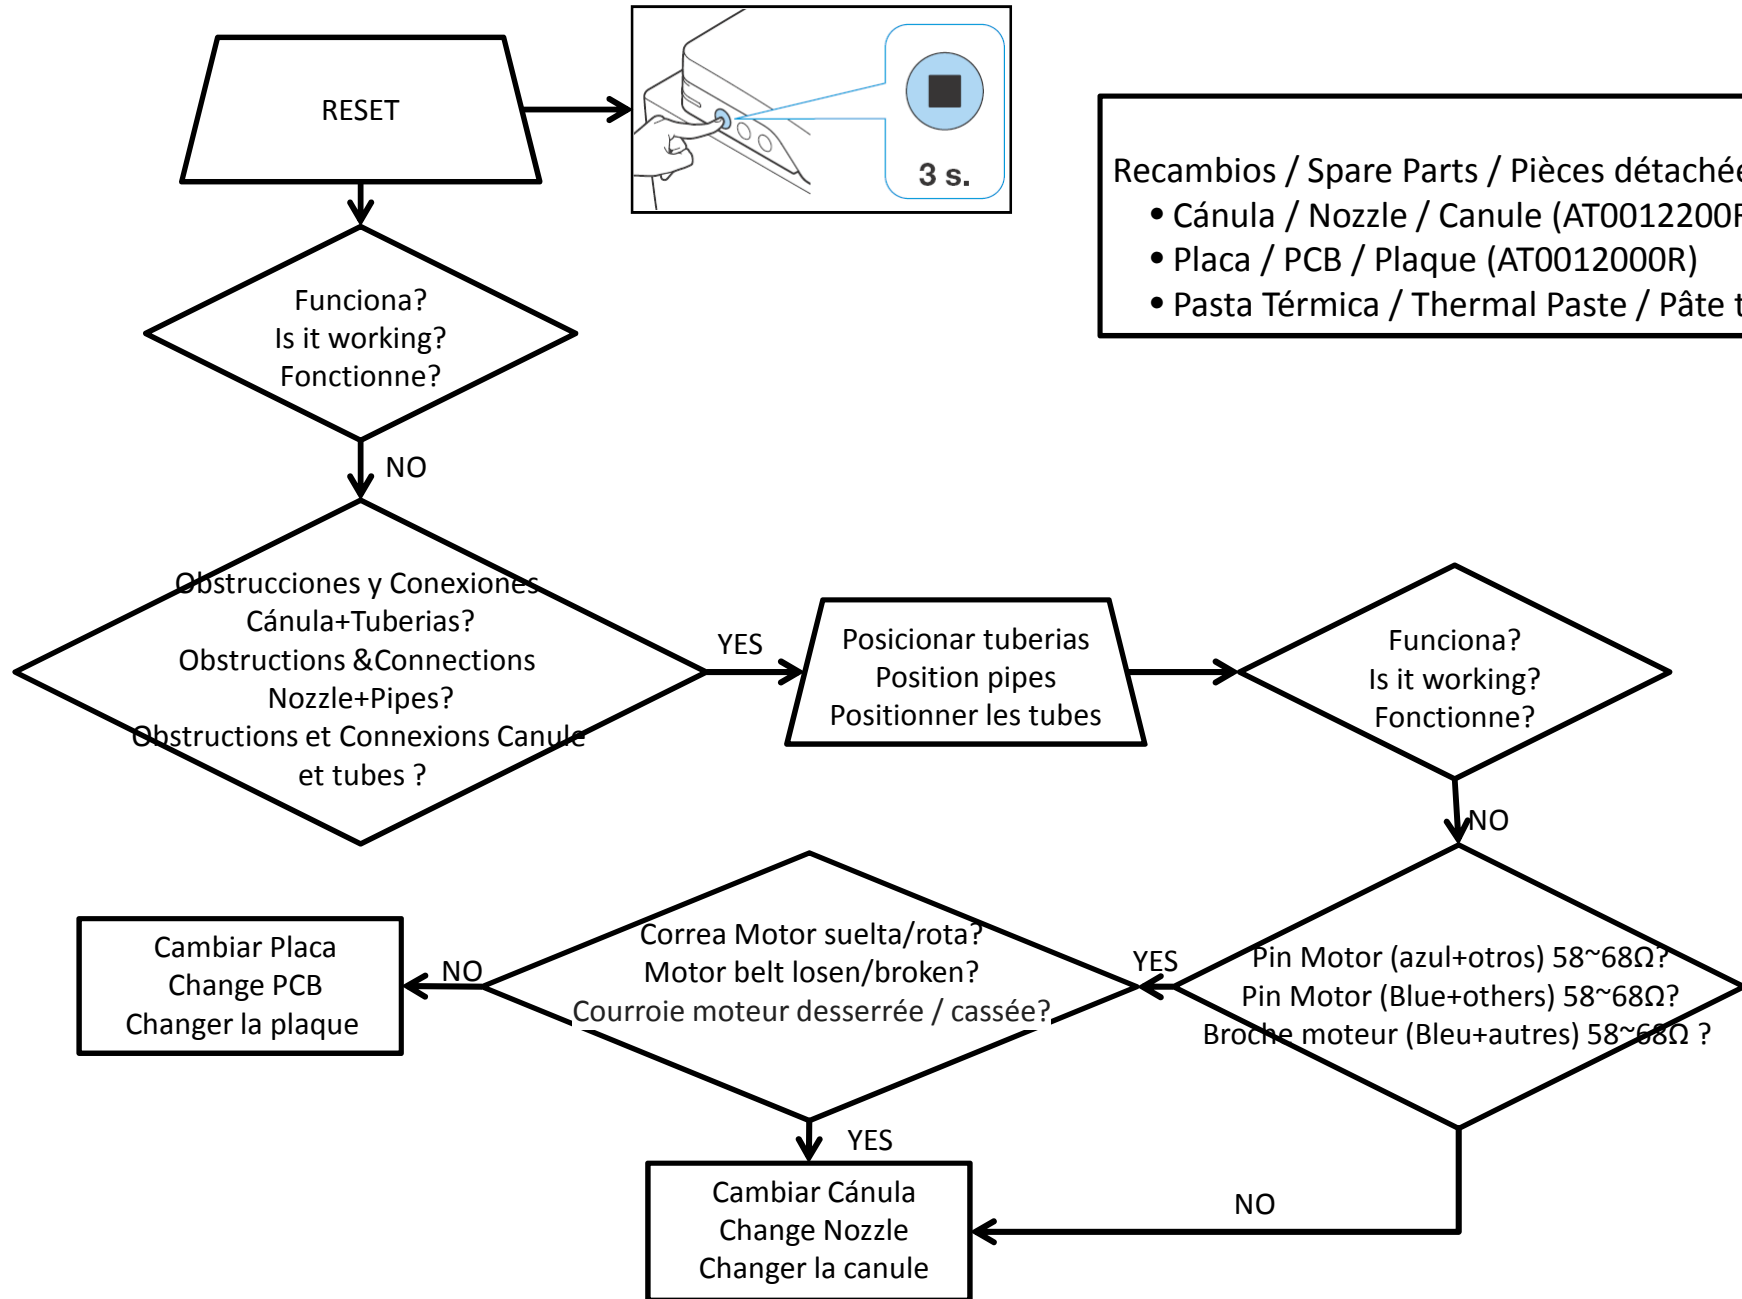 RESET
3 s.
Recambios / Spare Parts / Pièces
• Cánula / Nozzle / Canule
• Placa / PCB / Plaque (AT0012000R)
• Pasta Térmica / Thermal Paste / Pâte
Funciona?
Is it working?
Fonctionne?
NO
Obstrucciones y Conexiones
Cánula+Tuberias?
Obstructions &Connections
Nozzle+Pipes?
Obstructions et Connexions Canule
et tubes ?
YES
Posicionar tuberias
Position pipes
Positionner les tubes
Funciona?
Is it working?
Fonctionne?
NO
Pin Motor (azul+otros) 58~68Ω?
Pin Motor (Blue+others) 58~68Ω?
Broche moteur (Bleu+autres) 58~68Ω ?
YES
Correa Motor suelta/rota?
Motor belt losen/broken?
Courroie moteur desserrée / cassée?
NO
Cambiar Placa
Change PCB
Changer la plaque
YES
NO
Cambiar Cánula
Change Nozzle
Changer la canule